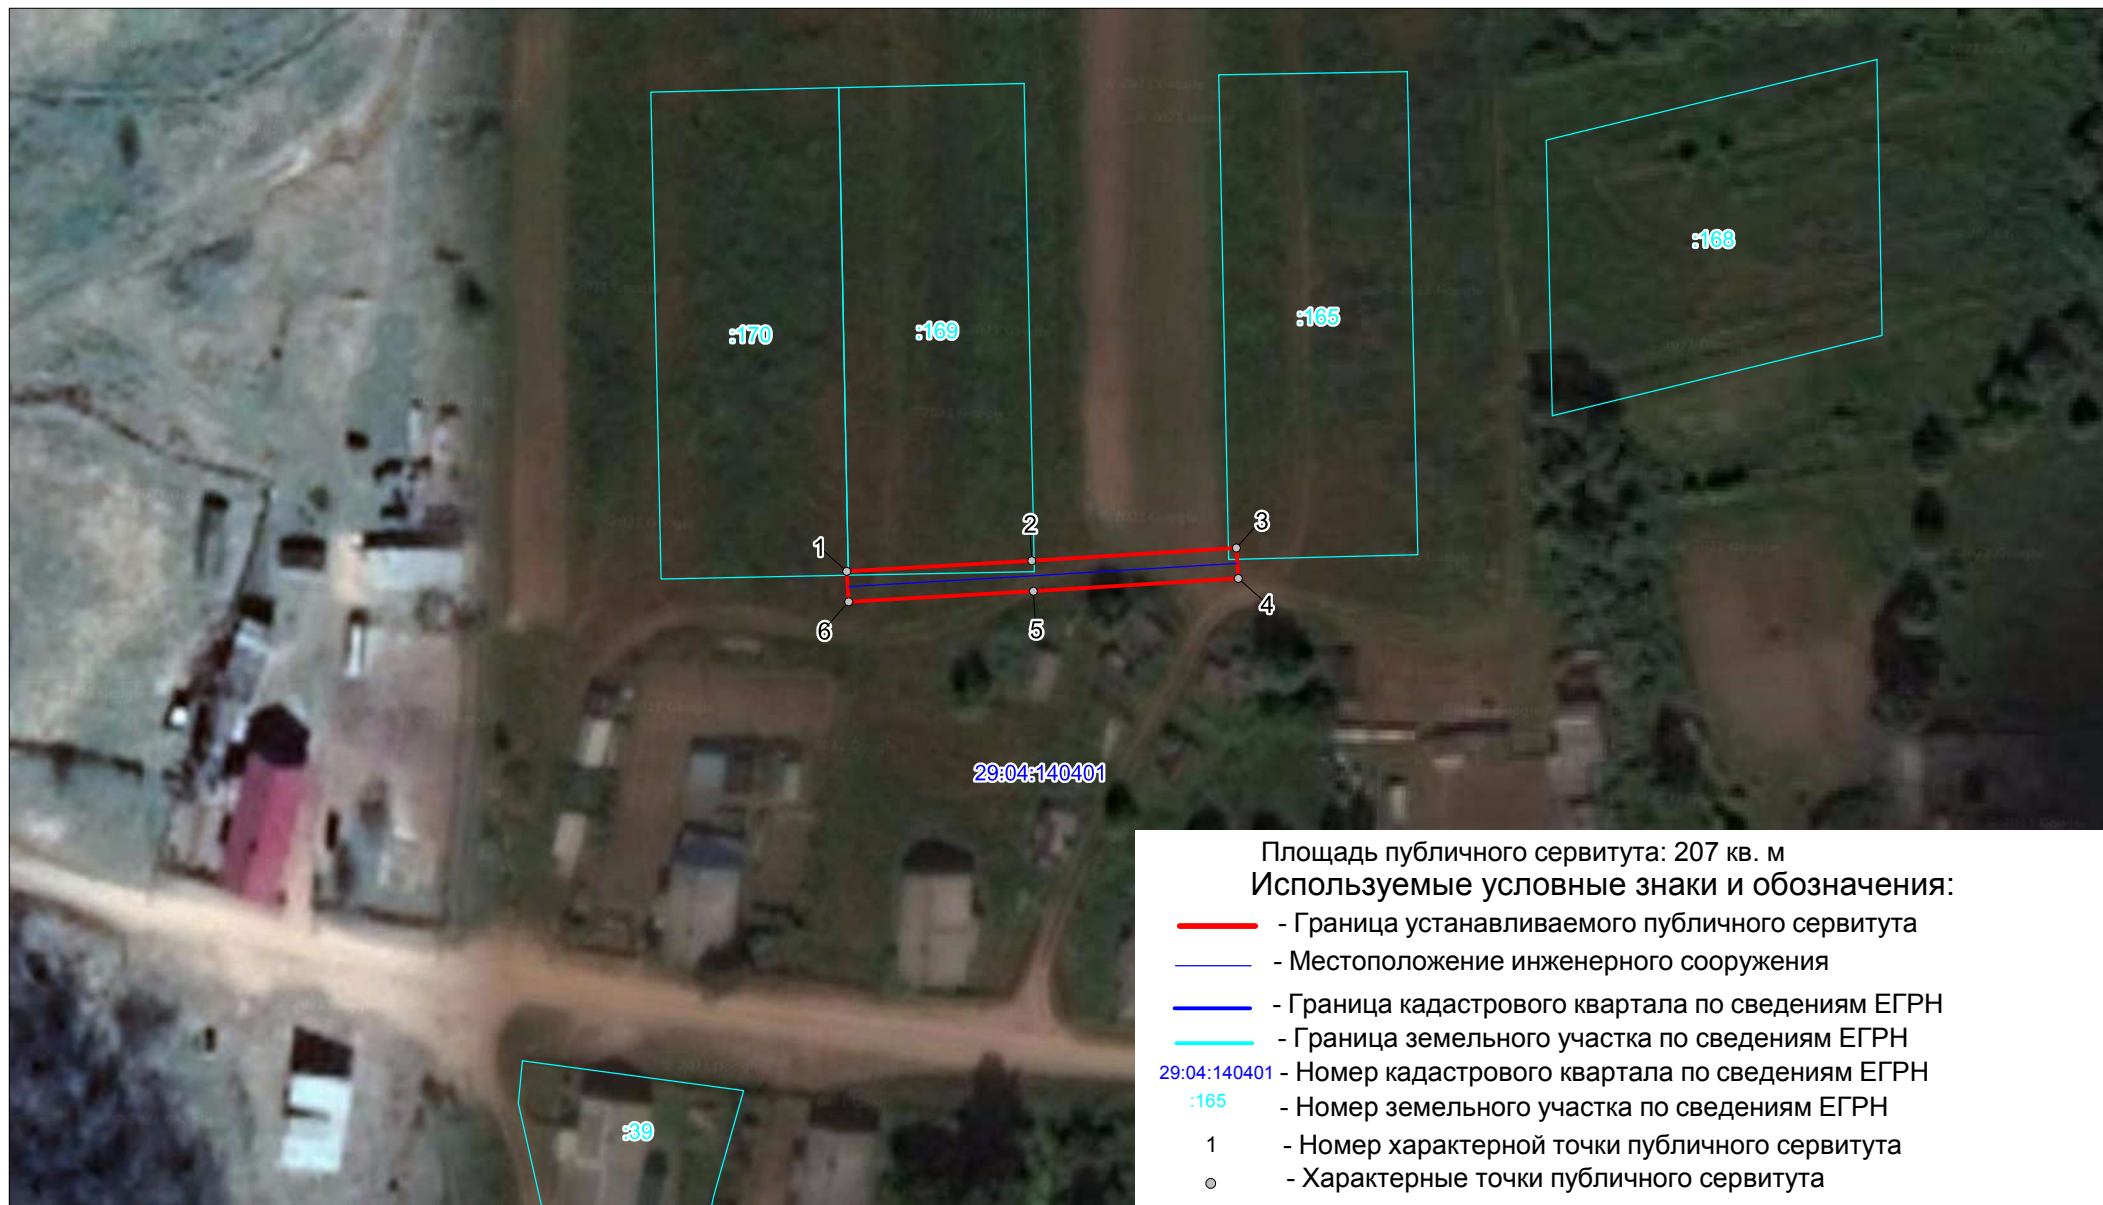 :168
:165
:170
:169
3
2
1
4
5
6
29:04:140401
Площадь публичного сервитута: 207 кв. м
Используемые условные знаки и обозначения:
- Граница устанавливаемого публичного сервитута
- Местоположение инженерного сооружения
- Граница кадастрового квартала по сведениям ЕГРН
- Граница земельного участка по сведениям ЕГРН
29:04:140401 - Номер кадастрового квартала по сведениям ЕГРН
:165 - Номер земельного участка по сведениям ЕГРН
1 - Номер характерной точки публичного сервитута
- Характерные точки публичного сервитута
:39